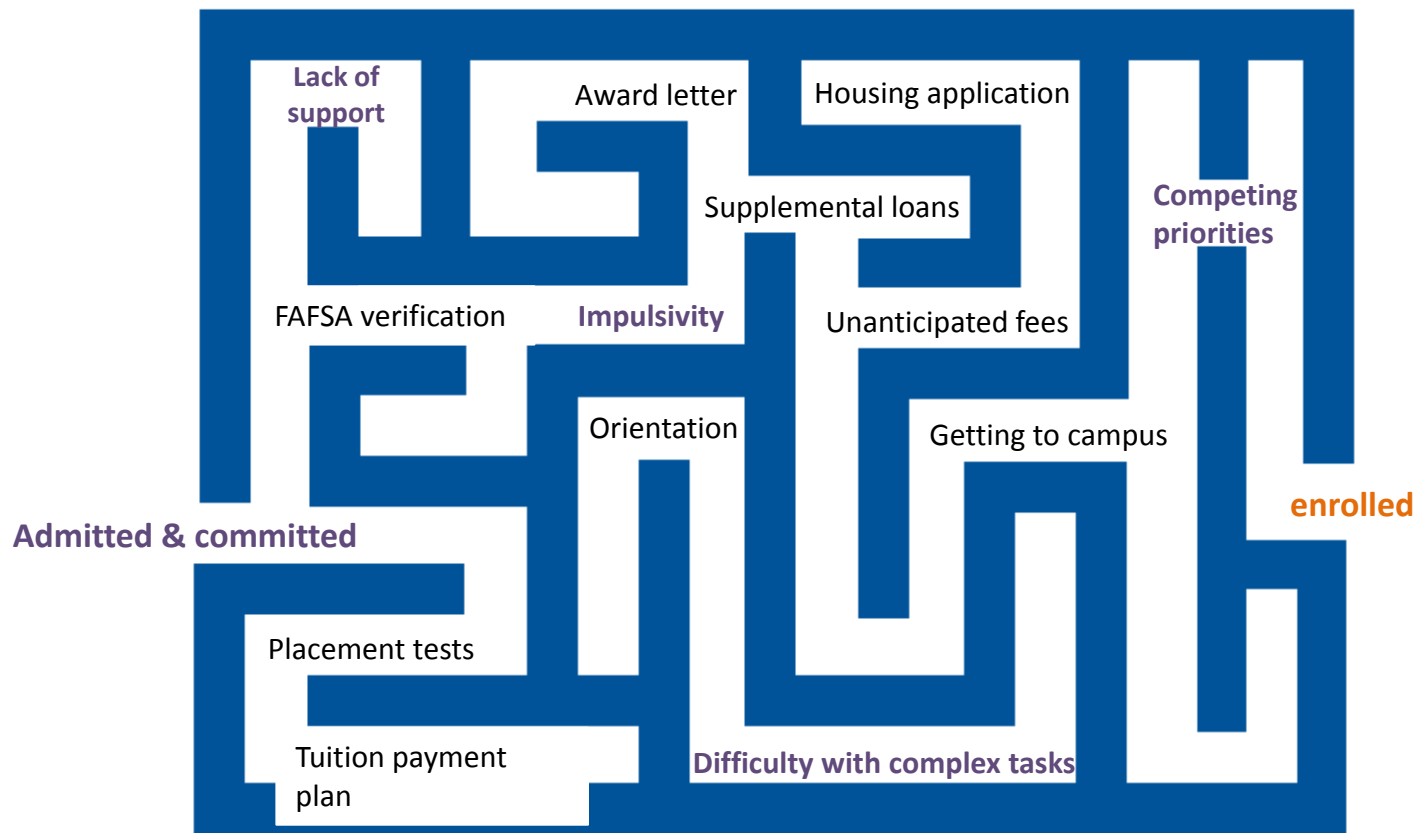 Lack of
support
Award letter
Housing application
Supplemental loans
Competing
priorities
FAFSA verification
Impulsivity
Unanticipated fees
Orientation
Getting to campus
enrolled
Admitted & committed
Placement tests
Tuition payment
plan
Difficulty with complex tasks